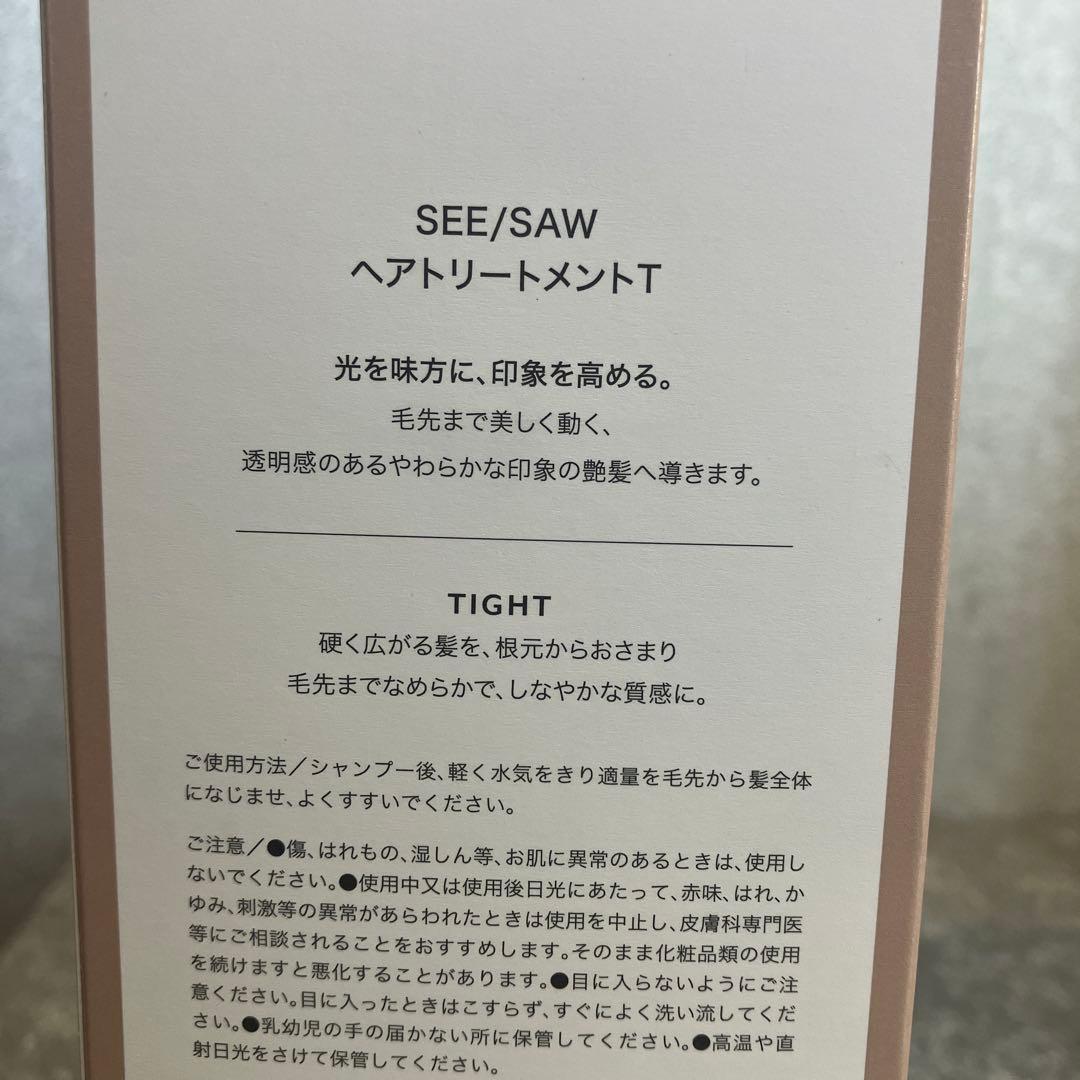 SEE/SAW
ヘアトリートメントT
光を味方に、印象を高める。
毛先まで美しく動く、
透明感のあるやわらかな印象の艶髪へ導きます。
TIGHT
硬く広がる髪を、根元からおさまり
毛先までなめらかで、しなやかな質感に。
ご使用方法／シャンプー後、軽く水気をきり適量を毛先から髪全体
になじませ、よくすすいでください。
ご注意／●傷、はれもの、湿しん等、お肌に異常のあるときは、使用し
ないでください。●使用中又は使用後日光にあたって、赤味、はれ、か
ゆみ、刺激等の異常があらわれたときは使用を中止し、皮膚科専門医
等にご相談されることをおすすめします。そのまま化粧品類の使用
を続けますと悪化することがあります。●目に入らないようにご注
意ください。目に入ったときはこすらず、すぐによく洗い流してくだ
さい。●乳幼児の手の届かない所に保管してください。●高温や直
射日光をさけて保管してください。